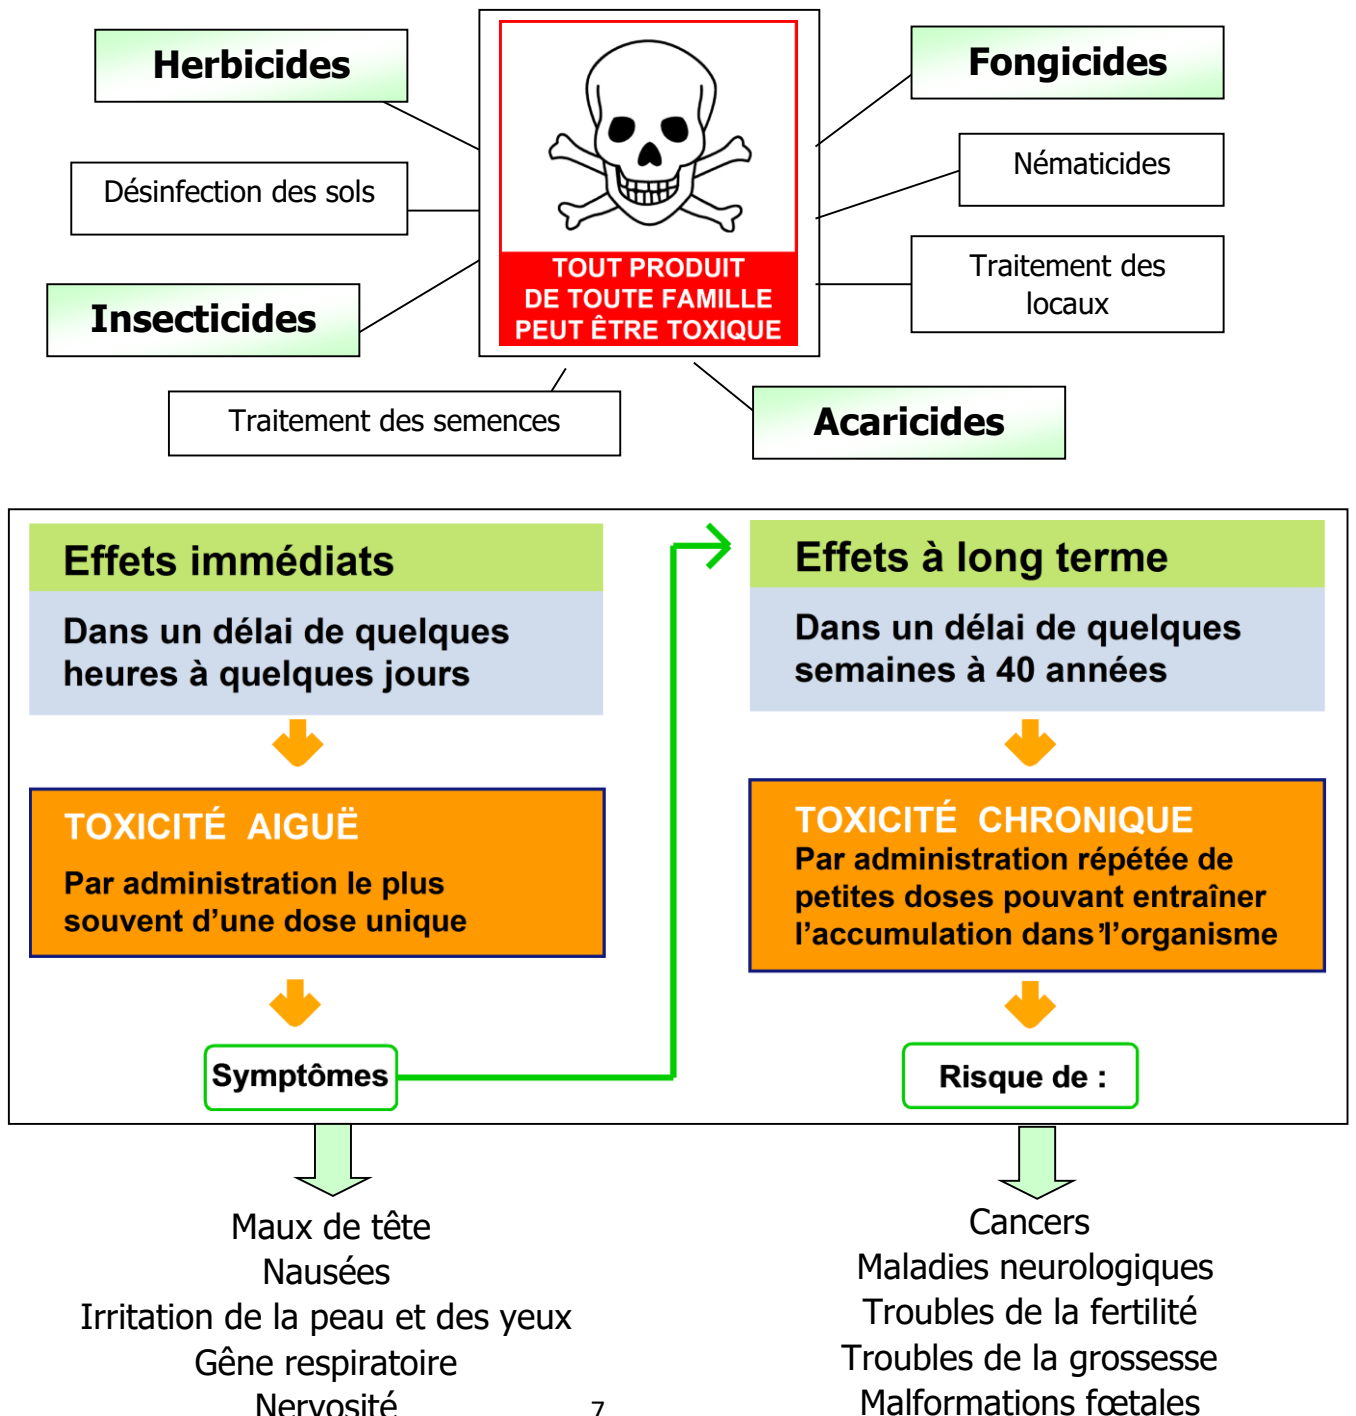 Herbicides
Fongicides
Désinfection des sols
Nématicides
Insecticides
Traitement des
locaux
TOUT PRODUIT
DE TOUTE FAMILLE
PEUT ÊTRE TOXIQUE
Traitement des semences
Acaricides
Effets immédiats
Dans un délai de quelques
heures à quelques jours
TOXICITÉ AIGUË
Par administration le plus
souvent d’une dose unique
Symptômes
Effets à long terme
Dans un délai de quelques
semaines à 40 années
TOXICITÉ CHRONIQUE
Par administration répétée de
petites doses pouvant entraîner
l’accumulation dans’l’organisme
Risque de :
Maux de tête
Nausées
Irritation de la peau et des yeux
Gêne respiratoire
Nervosité
Cancers
Maladies neurologiques
Troubles de la fertilité
Troubles de la grossesse
Malformations fœtales
7